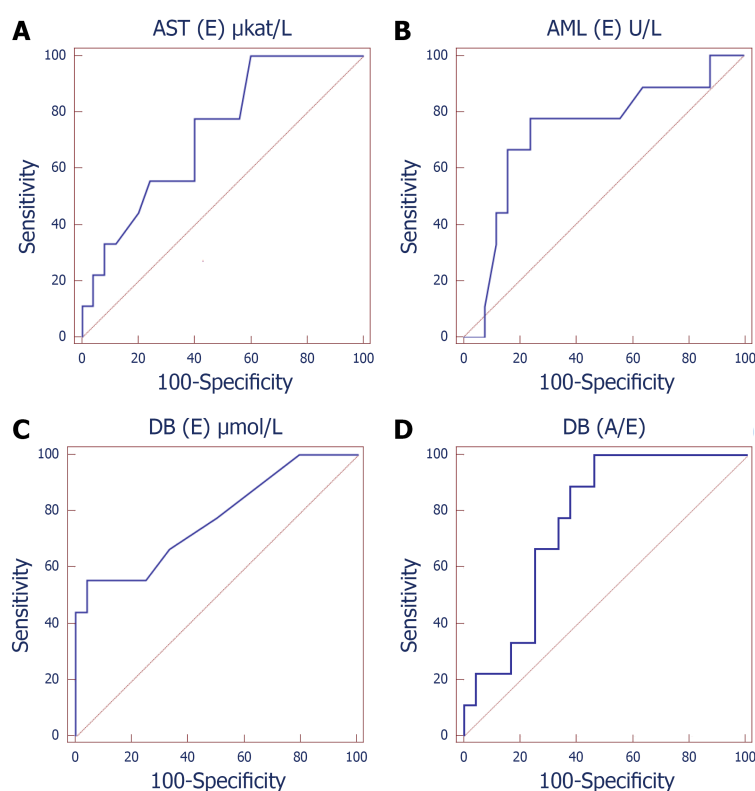 A
AST (E) µkat/L
100
80
60
40
20
0
Sensitivity
0 20 40 60 80 100
100-Specificity
B
AML (E) U/L
100
80
60
40
20
0
Sensitivity
0 20 40 60 80 100
100-Specificity
C
DB (E) µmol/L
100
80
60
40
20
0
Sensitivity
0 20 40 60 80 100
100-Specificity
D
DB (A/E)
100
80
60
40
20
0
Sensitivity
0 20 40 60 80 100
100-Specificity